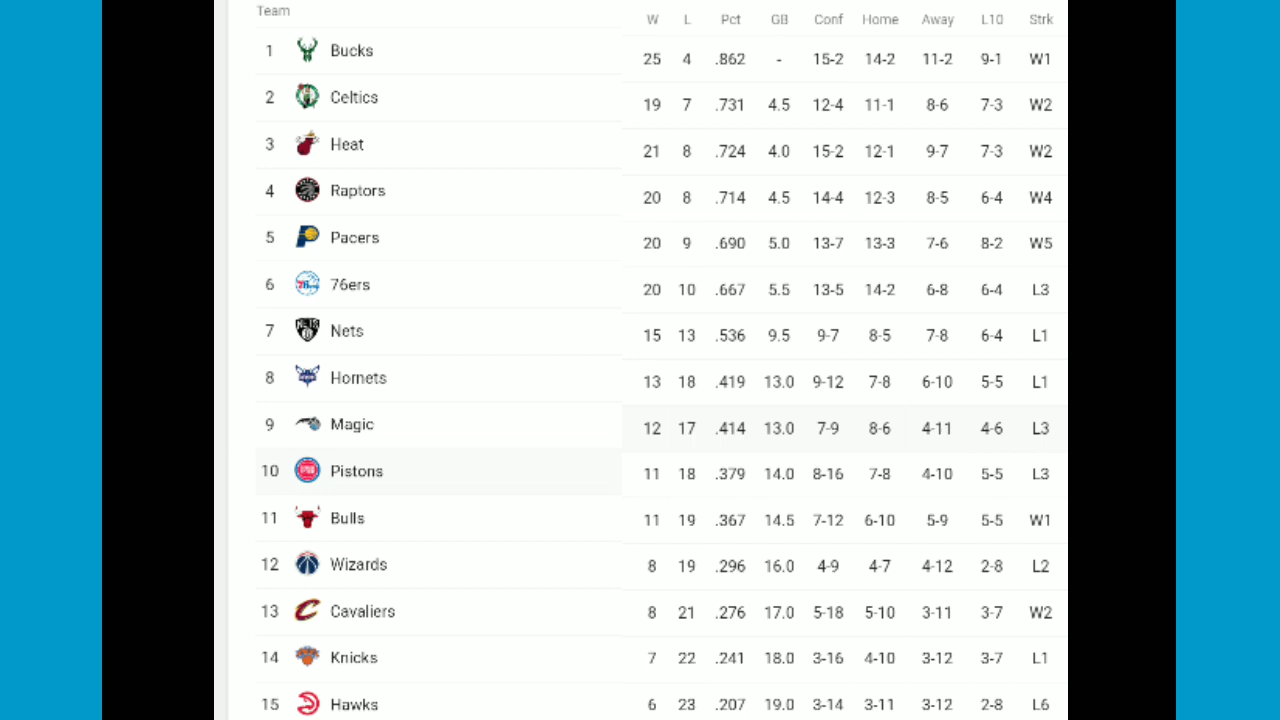 Team W L Pct GB Conf Home Away L10 Strk
1 Bucks 25 4 .862 - 15-2 14-2 11-2 9-1 W1
2 Celtics 19 7 .731 4.5 12-4 11-1 8-6 7-3 W2
3 Heat 21 8 .724 4.0 15-2 12-1 9-7 7-3 W2
4 Raptors 20 8 .714 4.5 14-4 12-3 8-5 6-4 W4
5 Pacers 20 9 .690 5.0 13-7 13-3 7-6 8-2 W5
6 76ers 20 10 .667 5.5 13-5 14-2 6-8 6-4 L3
7 Nets 15 13 .536 9.5 9-7 8-5 7-8 6-4 L1
8 Hornets 13 18 .419 13.0 9-12 7-8 6-10 5-5 L1
9 Magic 12 17 .414 13.0 7-9 8-6 4-11 4-6 L3
10 Pistons 11 18 .379 14.0 8-16 7-8 4-10 5-5 L3
11 Bulls 11 19 .367 14.5 7-12 6-10 5-9 5-5 W1
12 Wizards 8 19 .296 16.0 4-9 4-7 4-12 2-8 L2
13 Cavaliers 8 21 .276 17.0 5-18 5-10 3-11 3-7 W2
14 Knicks 7 22 .241 18.0 3-16 4-10 3-12 3-7 L1
15 Hawks 6 23 .207 19.0 3-14 3-11 3-12 2-8 L6